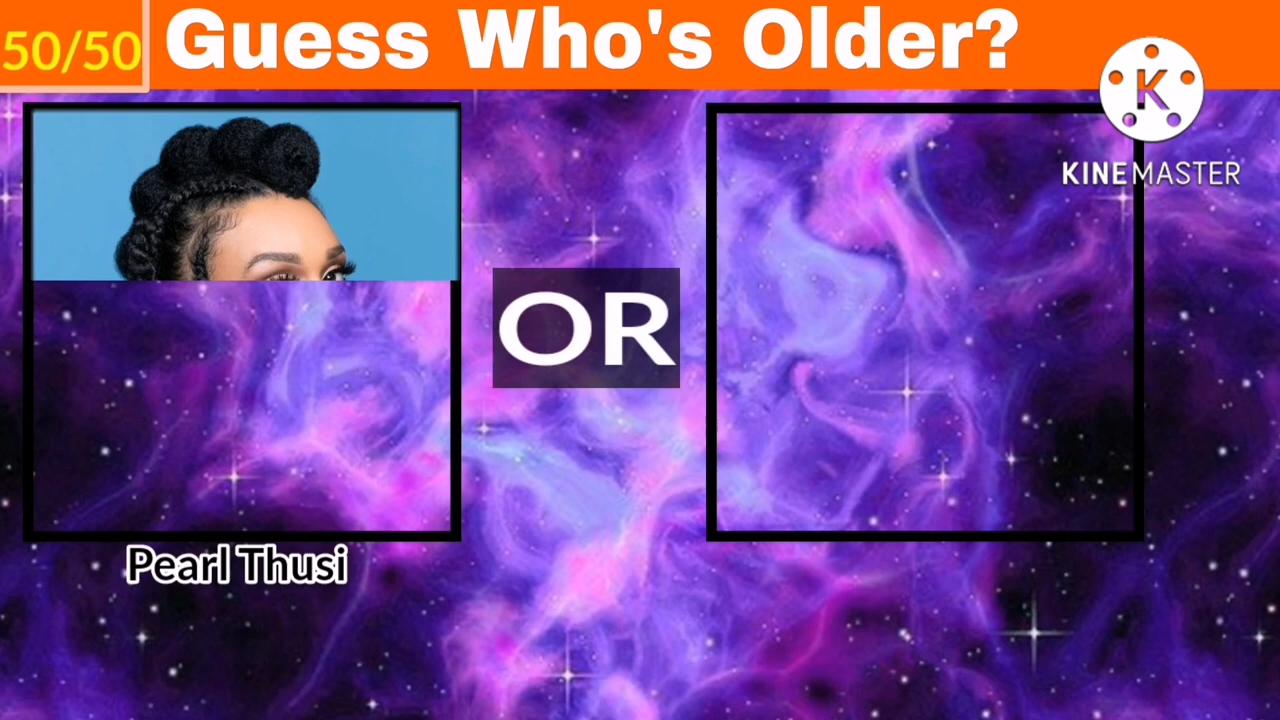 50/50
Guess Who's Older?
K
KINEMASTER
OR
Pearl Thusi